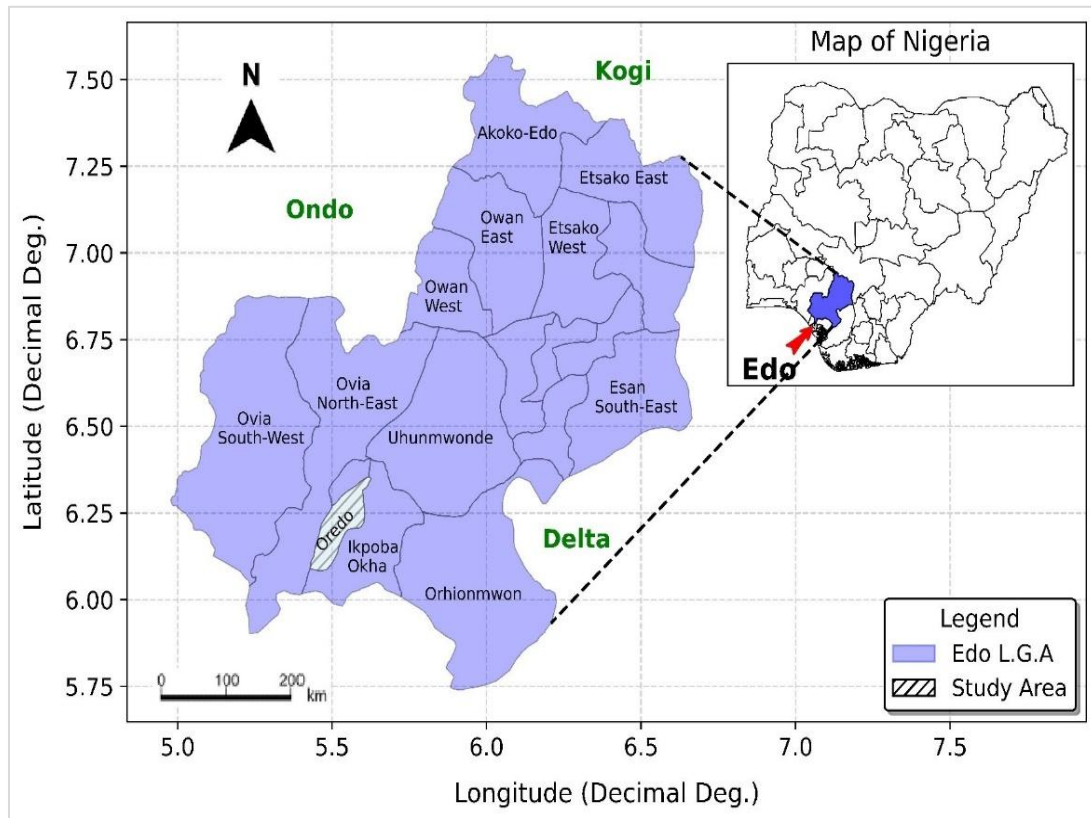 Map of Nigeria
N
Kogi
Ondo
Delta
Edo
Akoko-Edo
Etsako East
Owan
East
Etsako
West
Owan
West
Ovia
North-East
Ovia
South-West
Uhunmwonde
Esan
South-East
Oredo
Ikpoba
Okha
Orhionmwon
0 100 200
km
Legend
Edo L.G.A
Study Area
7.50
7.25
7.00
6.75
6.50
6.25
6.00
5.75
Latitude (Decimal Deg.)
5.0 5.5 6.0 6.5 7.0 7.5
Longitude (Decimal Deg.)